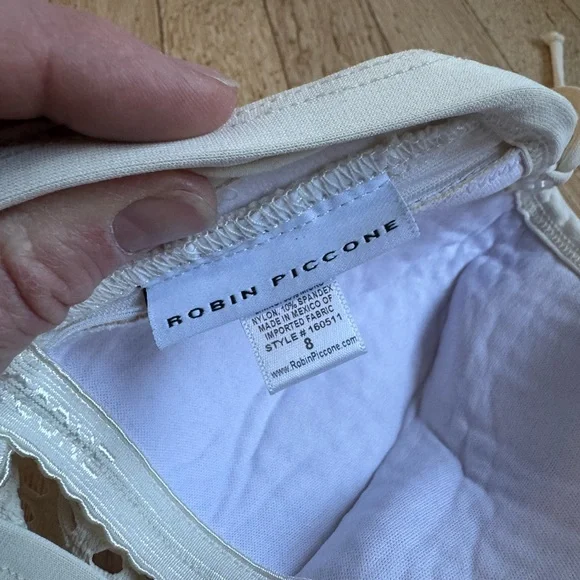 ROBIN PICCONE
NYLON, 10% SPANDEX
MADE IN MEXICO OF
IMPORTED FABRIC
STYLE # 160511
8
www.RobinPiccone.com